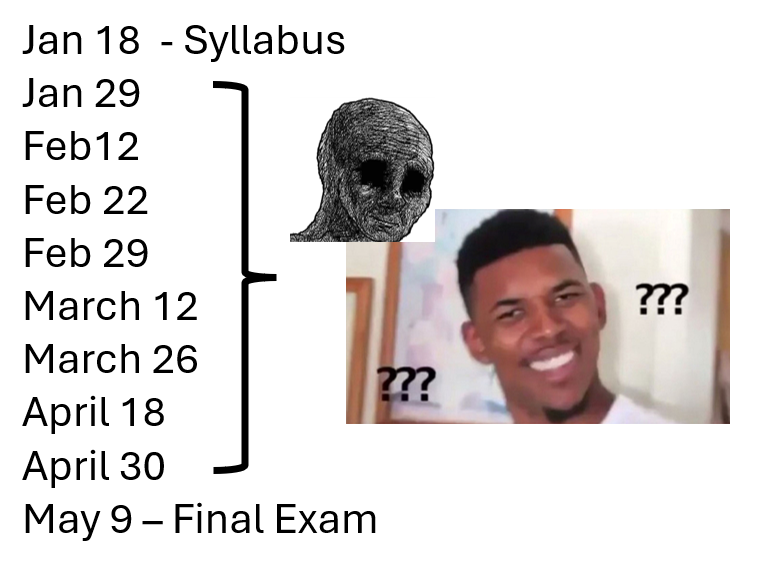 Jan 18 - Syllabus
Jan 29
Feb12
Feb 22
Feb 29
March 12
March 26
April 18
April 30
May 9 – Final Exam
???
???